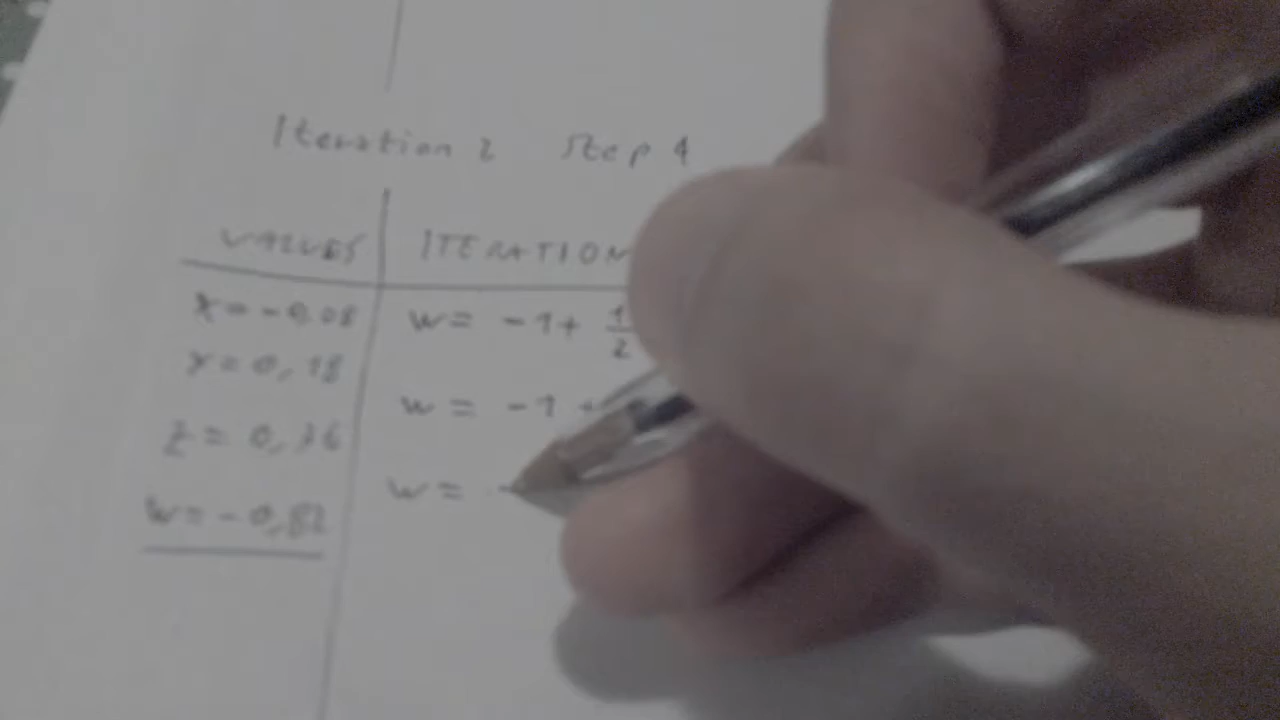 Iteration 2 Step 4
VALUES ITERATION
X = -0,08 w = -1 + 1/2
y = 0,18 w = -1 +
z = 0,36 w = -
w = -0,82